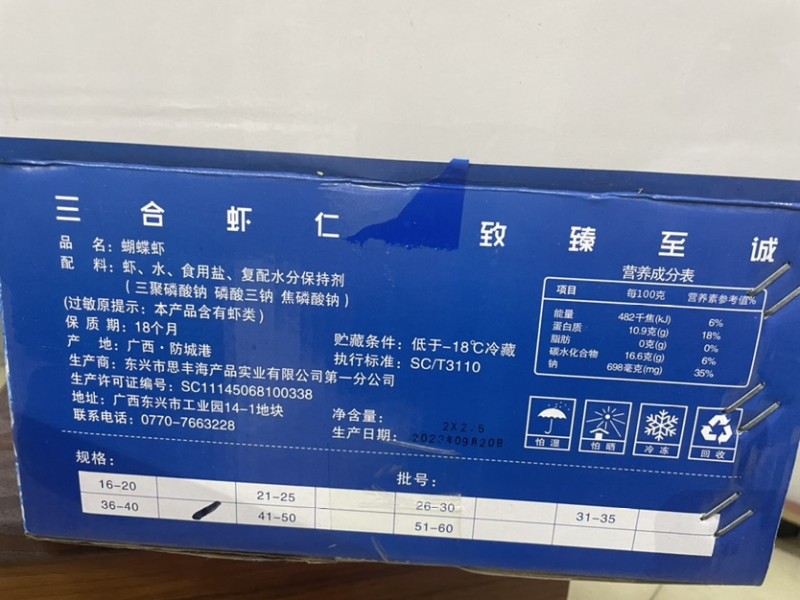 三合虾仁 致臻至诚
品 名：蝴蝶虾
配 料：虾、水、食用盐、复配水分保持剂
（三聚磷酸钠 磷酸三钠 焦磷酸钠）
(过敏原提示：本产品含有虾类)
保 质 期：18个月
产 地：广西·防城港
生产商：东兴市思丰海产品实业有限公司第一分公司
生产许可证编号：SC11145068100338
地址：广西东兴市工业园14-1地块
联系电话：0770-7663228
贮藏条件：低于-18℃冷藏
执行标准：SC/T3110
净含量： 2X2.5
生产日期： 2022年09月20日
营养成分表
项目 每100克 营养素参考值%
能量 482千焦(kJ) 6%
蛋白质 10.9克(g) 18%
脂肪 0克(g) 0%
碳水化合物 16.6克(g) 6%
钠 698毫克(mg) 35%
怕湿 怕晒 冷冻 回收
规格： 批号：
16-20 21-25 26-30 31-35
36-40 41-50 51-60